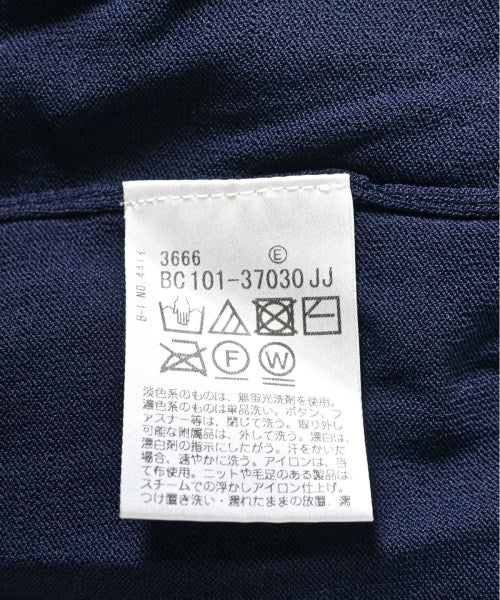 3666 Ⓔ
BC101-37030JJ
B-1 NO 4414
F W
淡色系のものは、無蛍光洗剤を使用。
濃色系のものは単品洗い。ボタン、フ
ァスナー等は、閉じて洗う。取り外し
可能な附属品は、外して洗う。漂白は、
漂白剤の指示にしたがう。汗をかいた
場合、速やかに洗う。アイロンは、当
て布使用。ニットや毛足のある製品は、
スチームでの浮かしアイロン仕上げ。
つけ置き洗い・濡れたままの放置、濡